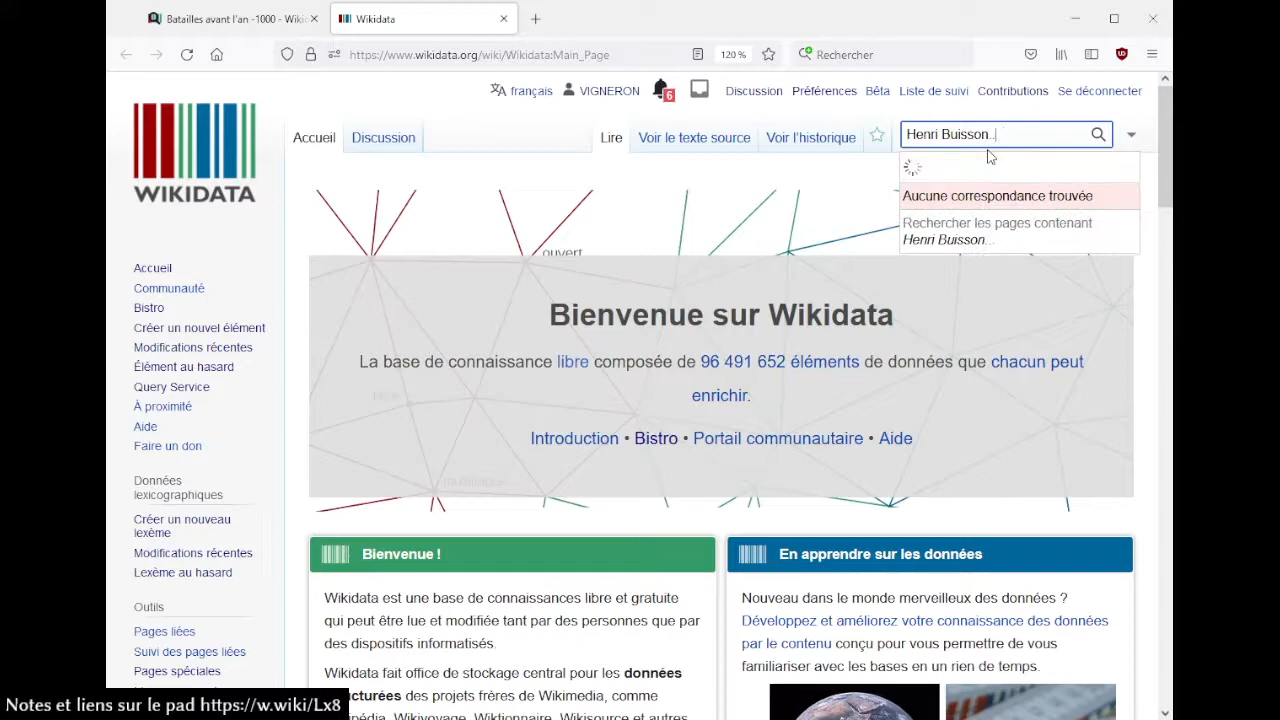 Batailles avant l'an -1000 - Wikid
Wikidata
https://www.wikidata.org/wiki/Wikidata:Main_Page
120 %
Rechercher
français
VIGNERON
6
Discussion
Préférences
Bêta
Liste de suivi
Contributions
Se déconnecter
Accueil
Discussion
Lire
Voir le texte source
Voir l'historique
Henri Buisson..
Aucune correspondance trouvée
Rechercher les pages contenant
Henri Buisson...
WIKIDATA
ouvert
Bienvenue sur Wikidata
La base de connaissance libre composée de 96 491 652 éléments de données que chacun peut
enrichir.
Introduction • Bistro • Portail communautaire • Aide
Accueil
Communauté
Bistro
Créer un nouvel élément
Modifications récentes
Élément au hasard
Query Service
À proximité
Aide
Faire un don
Données
lexicographiques
Créer un nouveau
lexème
Modifications récentes
Lexème au hasard
Outils
Pages liées
Suivi des pages liées
Pages spéciales
Bienvenue !
Wikidata est une base de connaissances libre et gratuite
qui peut être lue et modifiée tant par des personnes que par
des dispositifs informatisés.
Wikidata fait office de stockage central pour les données
ucturées des projets frères de Wikimedia, comme
ipédia, Wikivoyage, Wiktionnaire, Wikisource et autres
En apprendre sur les données
Nouveau dans le monde merveilleux des données ?
Développez et améliorez votre connaissance des données
par le contenu conçu pour vous permettre de vous
familiariser avec les bases en un rien de temps.
Notes et liens sur le pad https://w.wiki/Lx8